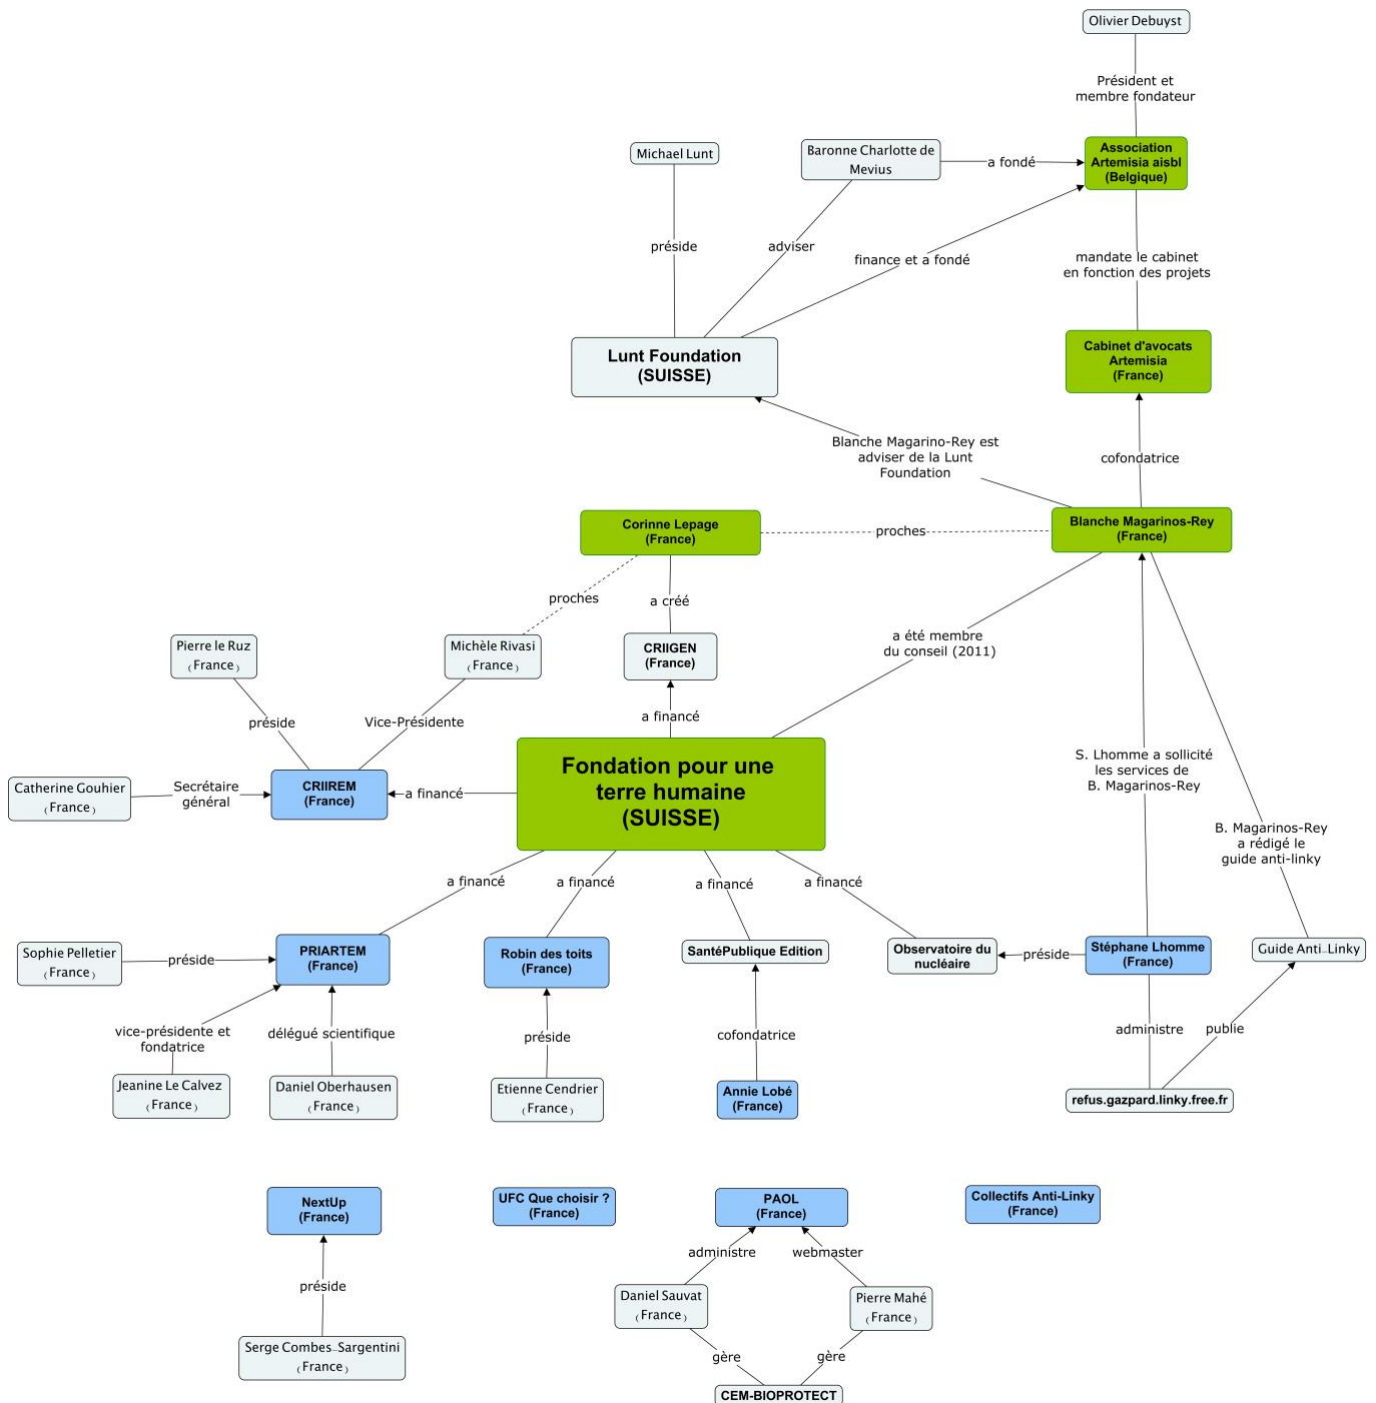 Olivier Debuyst
Président et
membre fondateur
Michael Lunt
Baronne Charlotte de
Mevius
a fondé
Association
Artemisia aisbl
(Belgique)
préside
adviser
finance et a fondé
mandate le cabinet
en fonction des projets
Lunt Foundation
(SUISSE)
Cabinet d'avocats
Artemisia
(France)
Blanche Magarino-Rey est
adviser de la Lunt
Foundation
cofondatrice
Corinne Lepage
(France)
proches
Blanche Magarinos-Rey
(France)
proches
a créé
Pierre le Ruz
(France)
Michèle Rivasi
(France)
CRIIGEN
(France)
a été membre
du conseil (2011)
préside
Vice-Présidente
a financé
Catherine Gouhier
(France)
Secrétaire
général
CRIIREM
(France)
a financé
Fondation pour une
terre humaine
(SUISSE)
S. Lhomme a sollicité
les services de
B. Magarinos-Rey
B. Magarinos-Rey
a rédigé le
guide anti-linky
a financé
a financé
a financé
a financé
Sophie Pelletier
(France)
préside
PRIARTEM
(France)
Robin des toits
(France)
SantéPublique Edition
Observatoire du
nucléaire
préside
Stéphane Lhomme
(France)
Guide Anti-Linky
vice-présidente et
fondatrice
délégué scientifique
préside
cofondatrice
administre
publie
Jeanine Le Calvez
(France)
Daniel Oberhausen
(France)
Etienne Cendrier
(France)
Annie Lobé
(France)
refus.gazpard.linky.free.fr
NextUp
(France)
UFC Que choisir ?
(France)
PAOL
(France)
Collectifs Anti-Linky
(France)
préside
administre
webmaster
Daniel Sauvat
(France)
Pierre Mahé
(France)
Serge Combes-Sargentini
(France)
gère
gère
CEM-BIOPROTECT